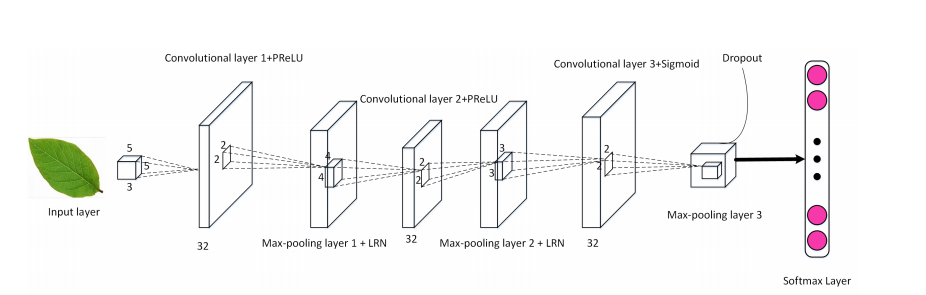 Convolutional layer 1+PReLU
Convolutional layer 2+PReLU
Convolutional layer 3+Sigmoid
Dropout
5
5
3
2
2
4
4
2
2
3
3
2
2
Input layer
32
Max-pooling layer 1 + LRN
32
Max-pooling layer 2 + LRN
32
Max-pooling layer 3
Softmax Layer